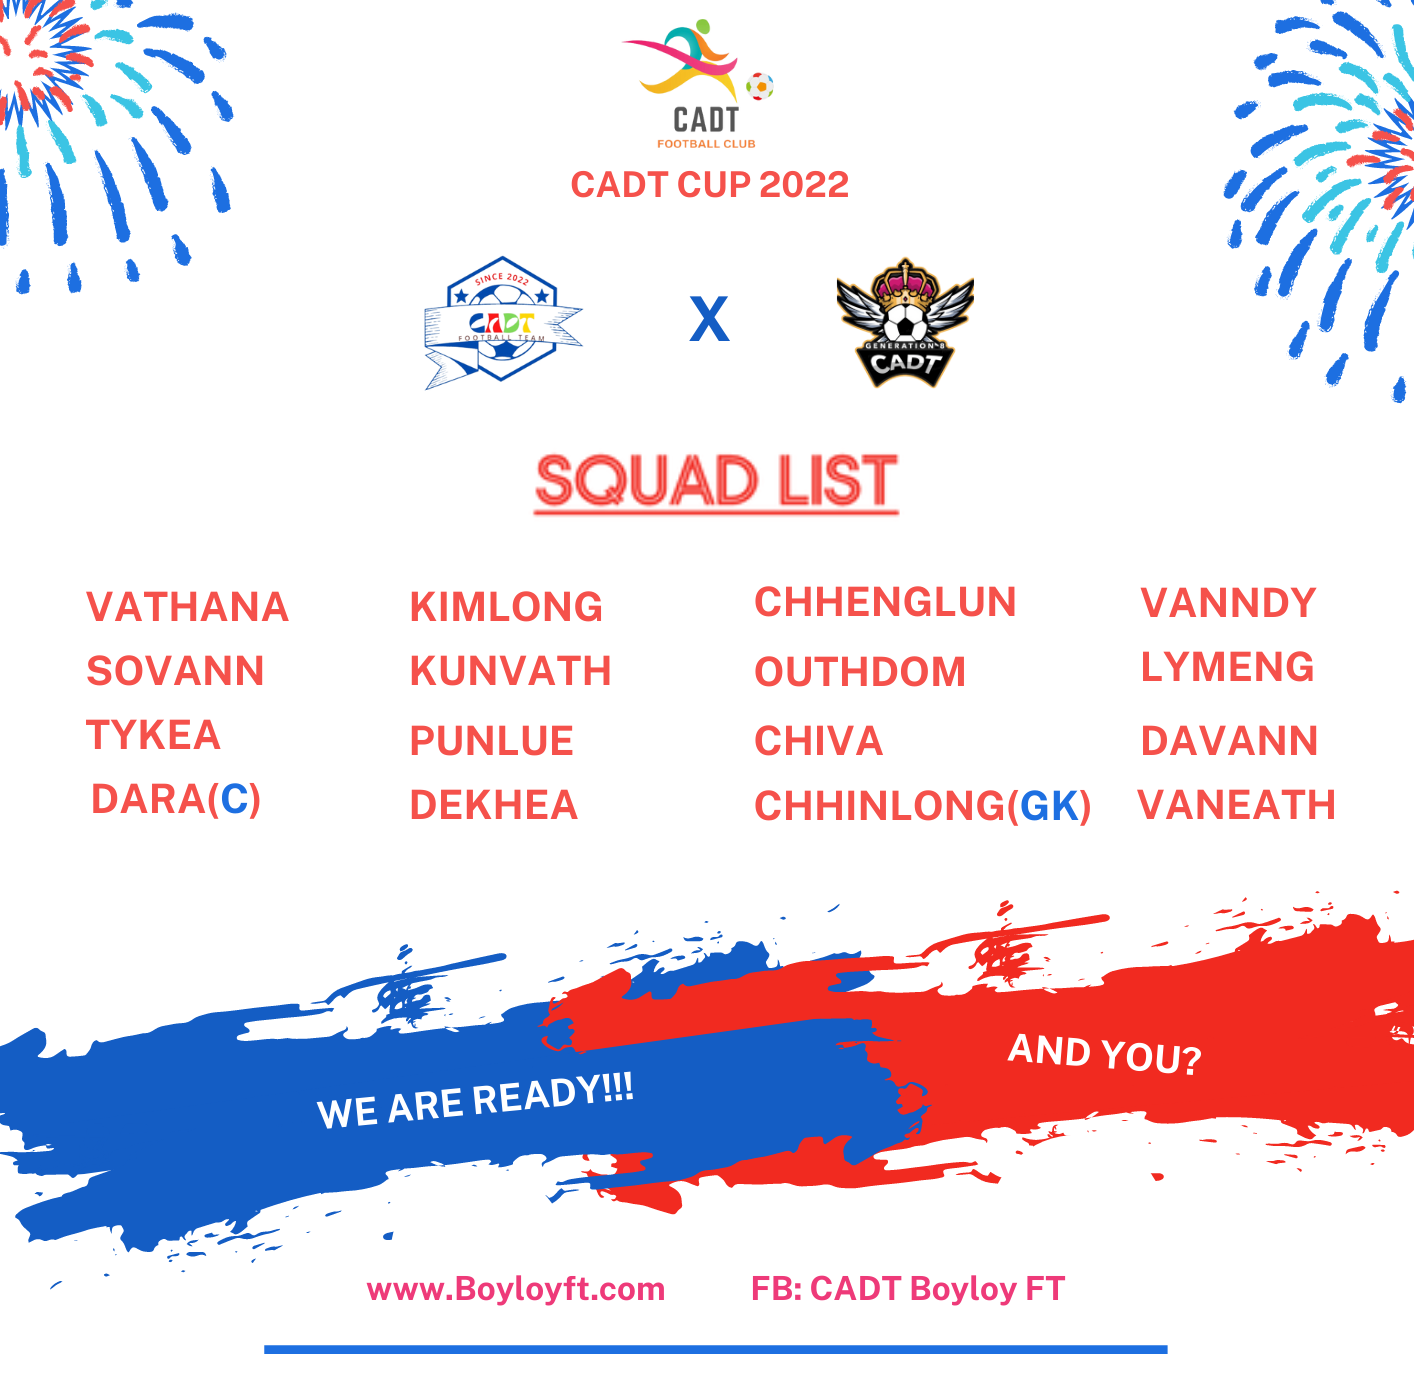 CADT
FOOTBALL CLUB
CADT CUP 2022
SINCE 2022
CADT
FOOTBALL TEAM
X
GENERATION 8
CADT
SQUAD LIST
VATHANA
SOVANN
TYKEA
DARA(C)
KIMLONG
KUNVATH
PUNLUE
DEKHEA
CHHENGLUN
OUTHDOM
CHIVA
CHHINLONG(GK)
VANNDY
LYMENG
DAVANN
VANEATH
WE ARE READY!!!
AND YOU?
www.Boyloyft.com
FB: CADT Boyloy FT